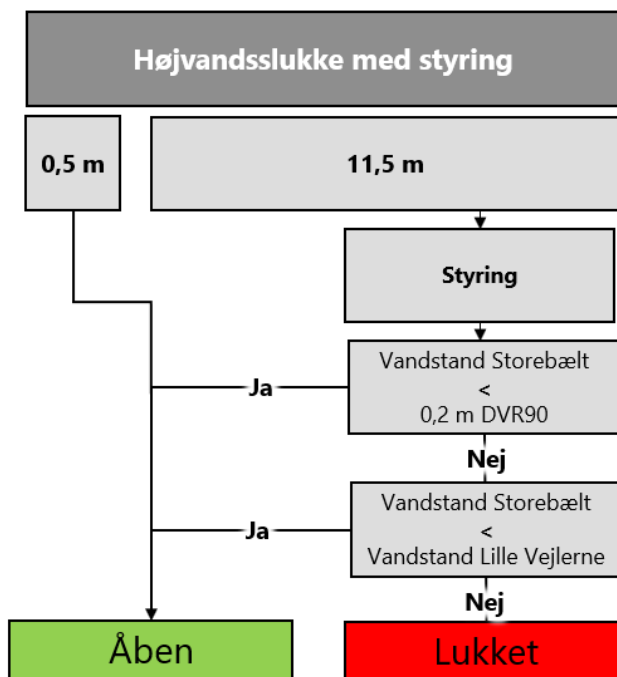 Højvandsslukke med styring
0,5 m
11,5 m
Styring
Vandstand Storebælt
<
0,2 m DVR90
Ja
Nej
Vandstand Storebælt
<
Vandstand Lille Vejlerne
Ja
Nej
Åben
Lukket